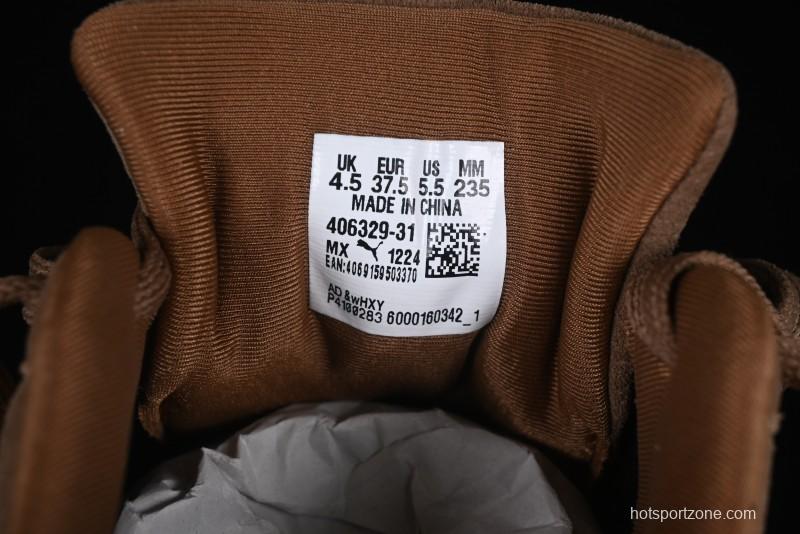 UK EUR US MM
4.5 37.5 5.5 235
MADE IN CHINA
406329-31
MX 1224
EAN:4069159503370
AD &wHXY
P4100283 6000160342_1
hotsportzone.com